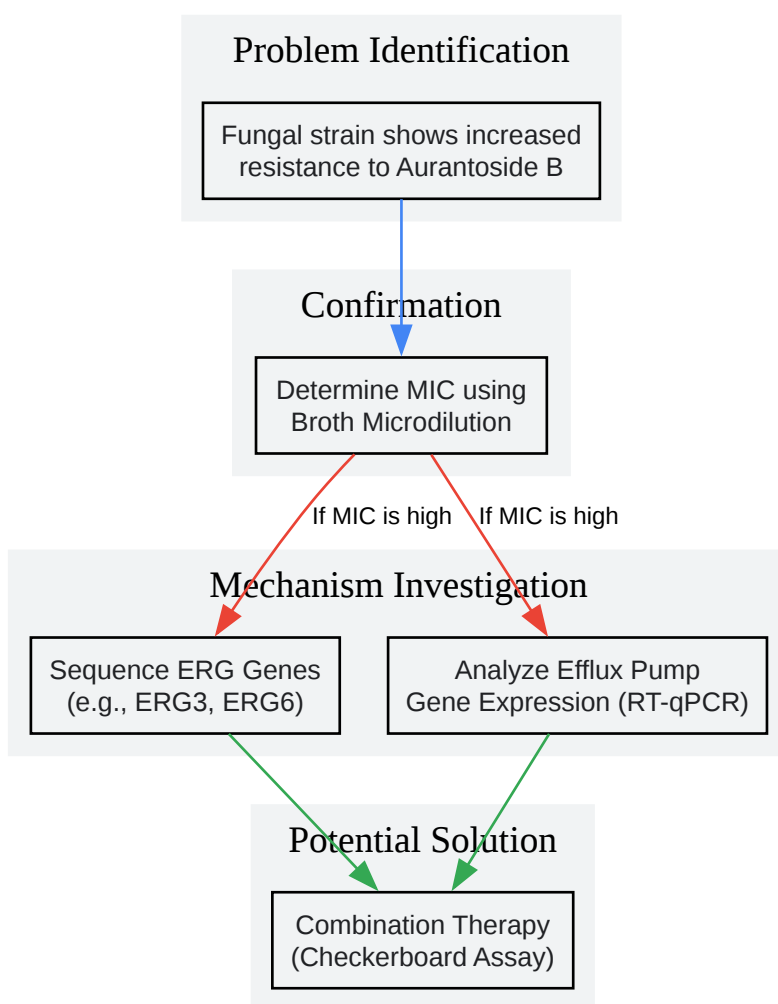 Problem Identification
Fungal strain shows increased
resistance to Aurantoside B
Confirmation
Determine MIC using
Broth Microdilution
If MIC is high
If MIC is high
Mechanism Investigation
Sequence ERG Genes
(e.g., ERG3, ERG6)
Analyze Efflux Pump
Gene Expression (RT-qPCR)
Potential Solution
Combination Therapy
(Checkerboard Assay)